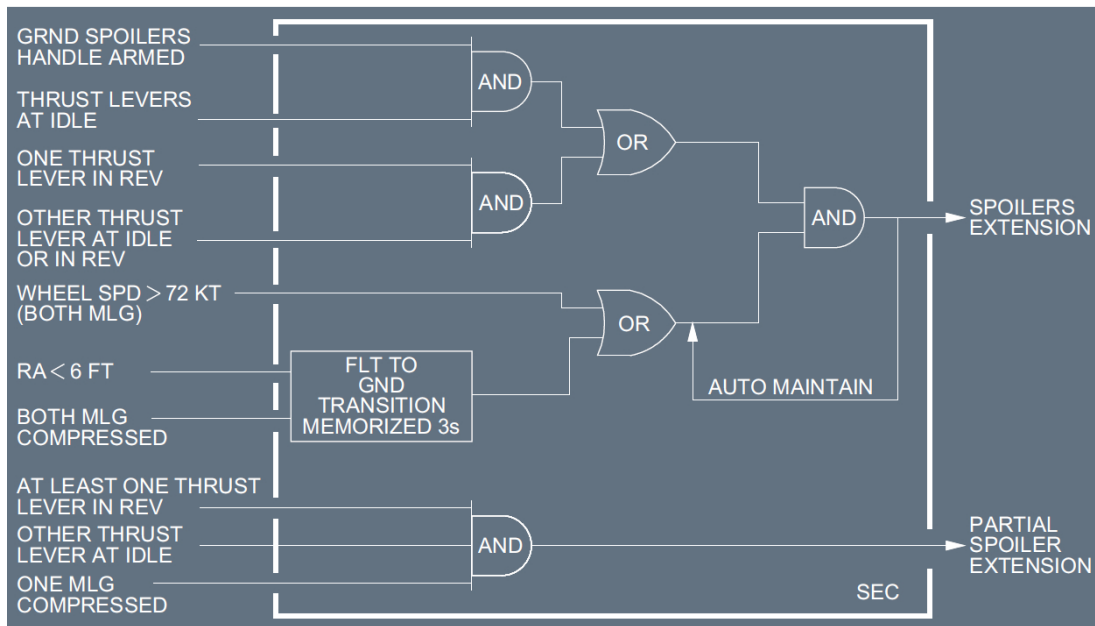 GRND SPOILERS
HANDLE ARMED
THRUST LEVERS
AT IDLE
ONE THRUST
LEVER IN REV
OTHER THRUST
LEVER AT IDLE
OR IN REV
WHEEL SPD > 72 KT
(BOTH MLG)
RA < 6 FT
BOTH MLG
COMPRESSED
AT LEAST ONE THRUST
LEVER IN REV
OTHER THRUST
LEVER AT IDLE
ONE MLG
COMPRESSED
AND
AND
OR
OR
FLT TO
GND
TRANSITION
MEMORIZED 3s
AND
AUTO MAINTAIN
AND
SEC
SPOILERS
EXTENSION
PARTIAL
SPOILER
EXTENSION